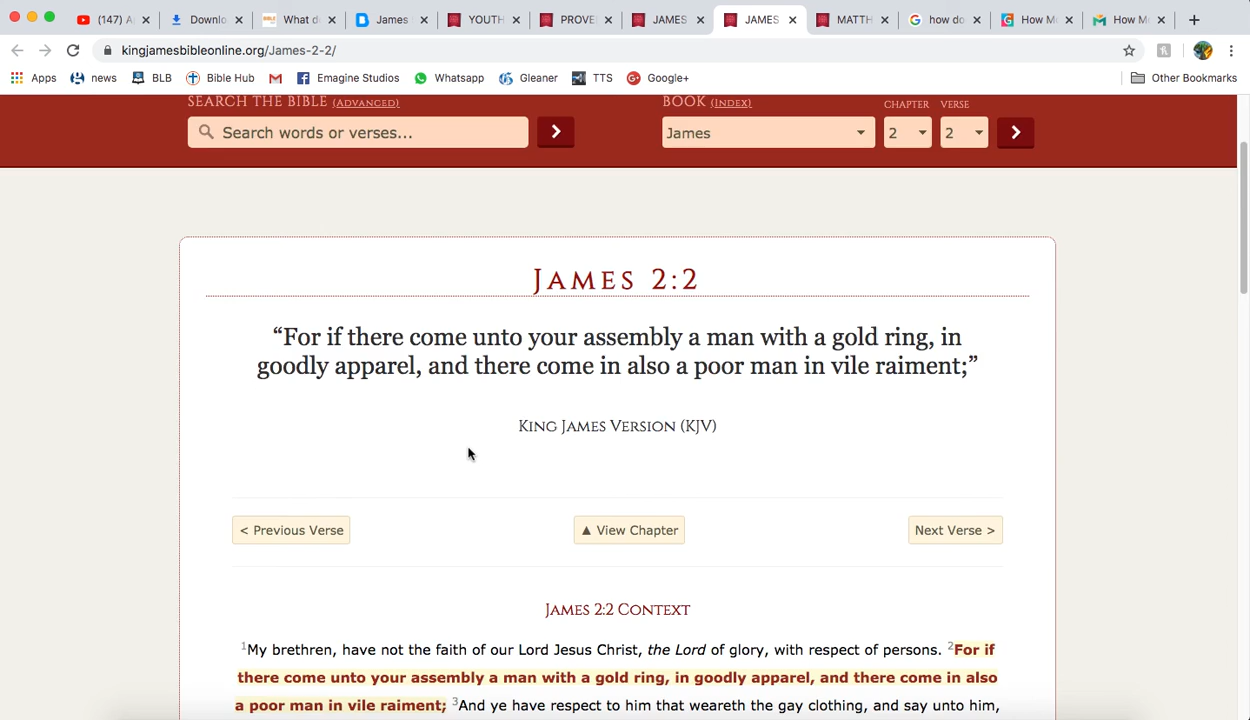 (147) A
Downlo
What d
James
YOUTH
PROVE
JAMES
JAMES
MATTH
how do
How M
How M
kingjamesbibleonline.org/James-2-2/
Apps
news
BLB
Bible Hub
Emagine Studios
Whatsapp
Gleaner
TTS
Google+
Other Bookmarks
SEARCH THE BIBLE (ADVANCED)
BOOK (INDEX)
CHAPTER
VERSE
Search words or verses...
James
2
2
JAMES 2:2
“For if there come unto your assembly a man with a gold ring, in
goodly apparel, and there come in also a poor man in vile raiment;”
KING JAMES VERSION (KJV)
< Previous Verse
▲ View Chapter
Next Verse >
JAMES 2:2 CONTEXT
1My brethren, have not the faith of our Lord Jesus Christ, the Lord of glory, with respect of persons. 2For if
there come unto your assembly a man with a gold ring, in goodly apparel, and there come in also
a poor man in vile raiment; 3And ye have respect to him that weareth the gay clothing, and say unto him,